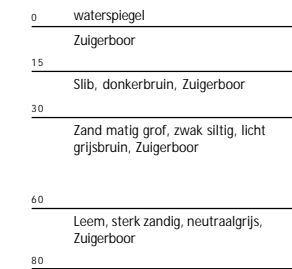 0 waterspiegel
Zuigerboor
15
Slib, donkerbruin, Zuigerboor
30
Zand matig grof, zwak siltig, licht
grijsbruin, Zuigerboor
60
Leem, sterk zandig, neutraalgrijs,
Zuigerboor
80